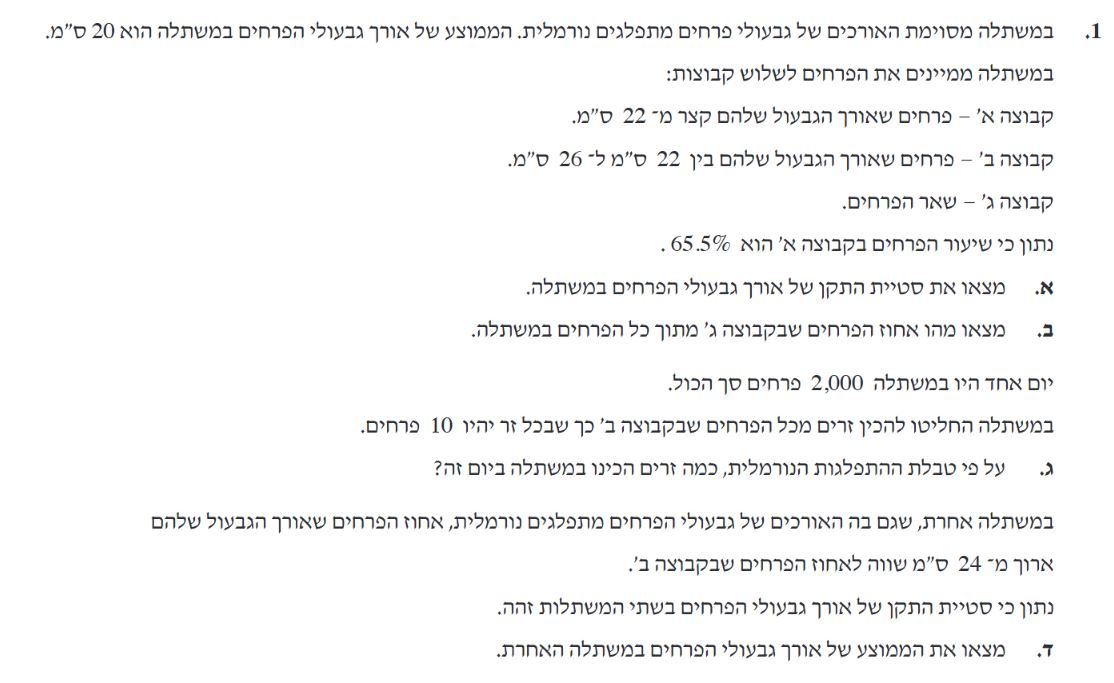 1. במשתלה מסוימת האורכים של גבעולי פרחים מתפלגים נורמלית. הממוצע של אורך גבעולי הפרחים במשתלה הוא 20 ס"מ.
במשתלה ממיינים את הפרחים לשלוש קבוצות:
קבוצה א' – פרחים שאורך הגבעול שלהם קצר מ־ 22 ס"מ.
קבוצה ב' – פרחים שאורך הגבעול שלהם בין 22 ס"מ ל־ 26 ס"מ.
קבוצה ג' – שאר הפרחים.
נתון כי שיעור הפרחים בקבוצה א' הוא 65.5% .
א. מצאו את סטיית התקן של אורך גבעולי הפרחים במשתלה.
ב. מצאו מהו אחוז הפרחים שבקבוצה ג' מתוך כל הפרחים במשתלה.
יום אחד היו במשתלה 2,000 פרחים סך הכול.
במשתלה החליטו להכין זרים מכל הפרחים שבקבוצה ב' כך שבכל זר יהיו 10 פרחים.
ג. על פי טבלת ההתפלגות הנורמלית, כמה זרים הכינו במשתלה ביום זה?
במשתלה אחרת, שגם בה האורכים של גבעולי הפרחים מתפלגים נורמלית, אחוז הפרחים שאורך הגבעול שלהם
ארוך מ־ 24 ס"מ שווה לאחוז הפרחים שבקבוצה ב'.
נתון כי סטיית התקן של אורך גבעולי הפרחים בשתי המשתלות זהה.
ד. מצאו את הממוצע של אורך גבעולי הפרחים במשתלה האחרת.